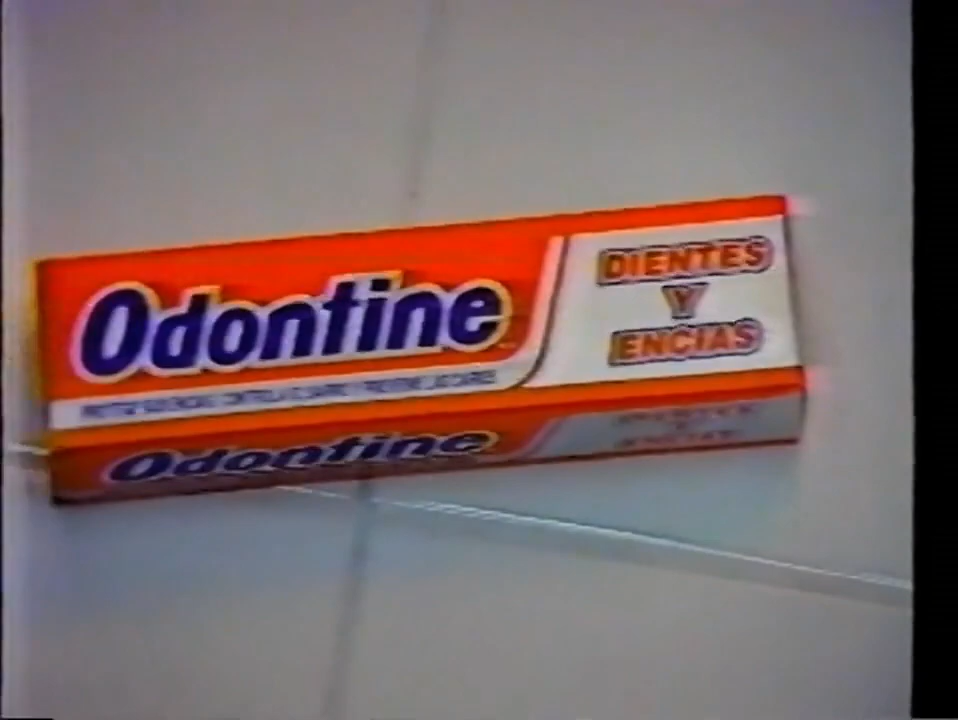 Odontine
DIENTES
Y
ENCIAS
Odontine